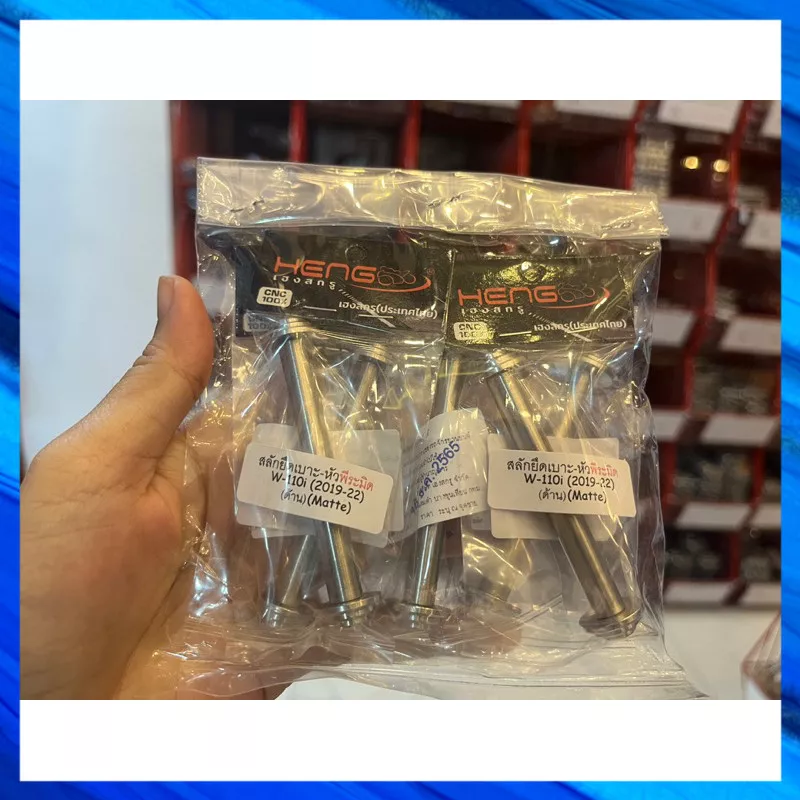 HENG
เฮงสกรู
CNC
100%
เฮงสกรู(ประเทศไทย)
HENG
เฮงสกรู
CNC
100%
เฮงสกรู(ประเทศไทย)
สลักยึดเบาะ-หัวพีระมิด
W-110i (2019-22)
(ด้าน)(Matte)
2565
สลักยึดเบาะ-หัวพีระมิด
W-110i (2019-22)
(ด้าน)(Matte)